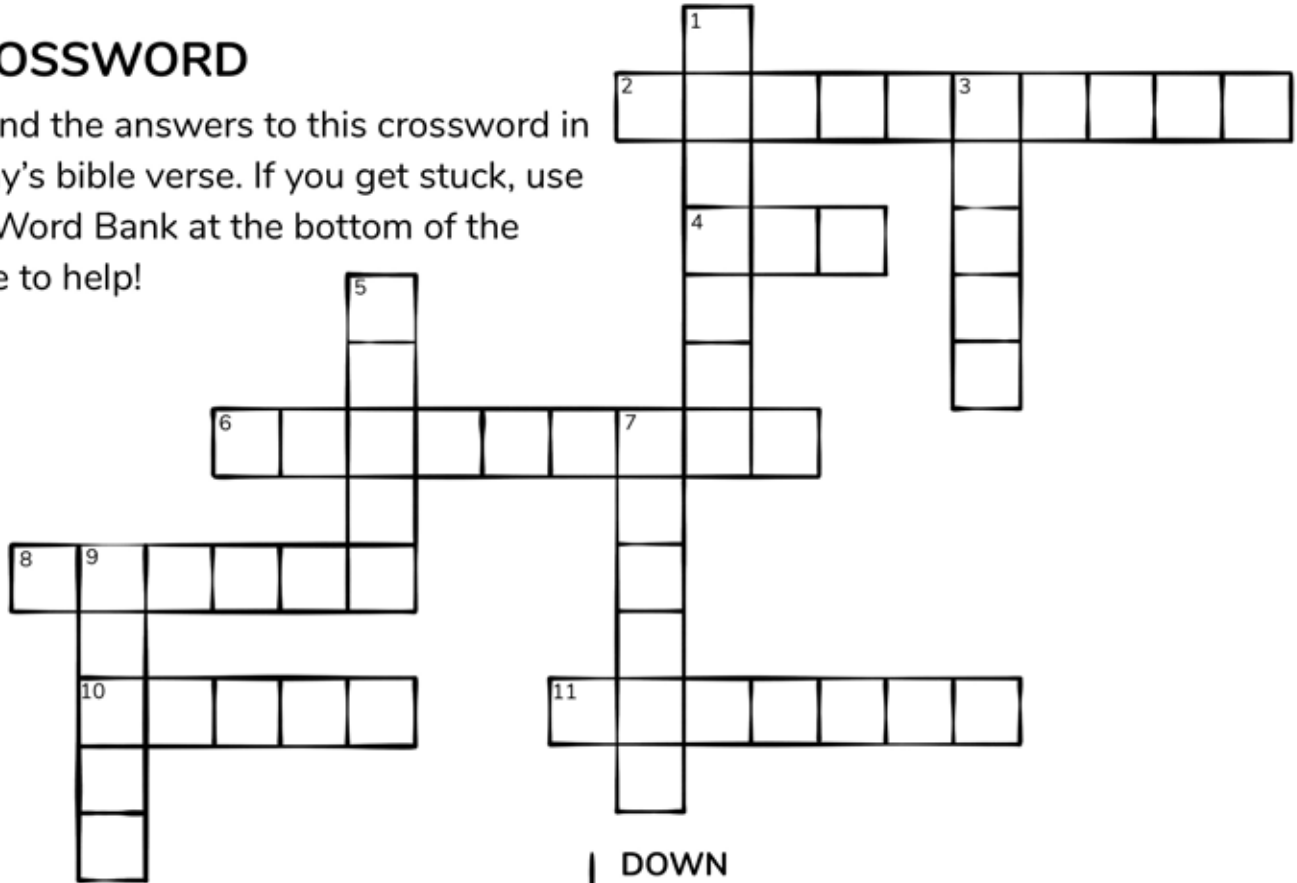 OSSWORD
nd the answers to this crossword in
y's bible verse. If you get stuck, use
Word Bank at the bottom of the
e to help!
1
2 3
4
5
6 7
8 9
10 11
DOWN